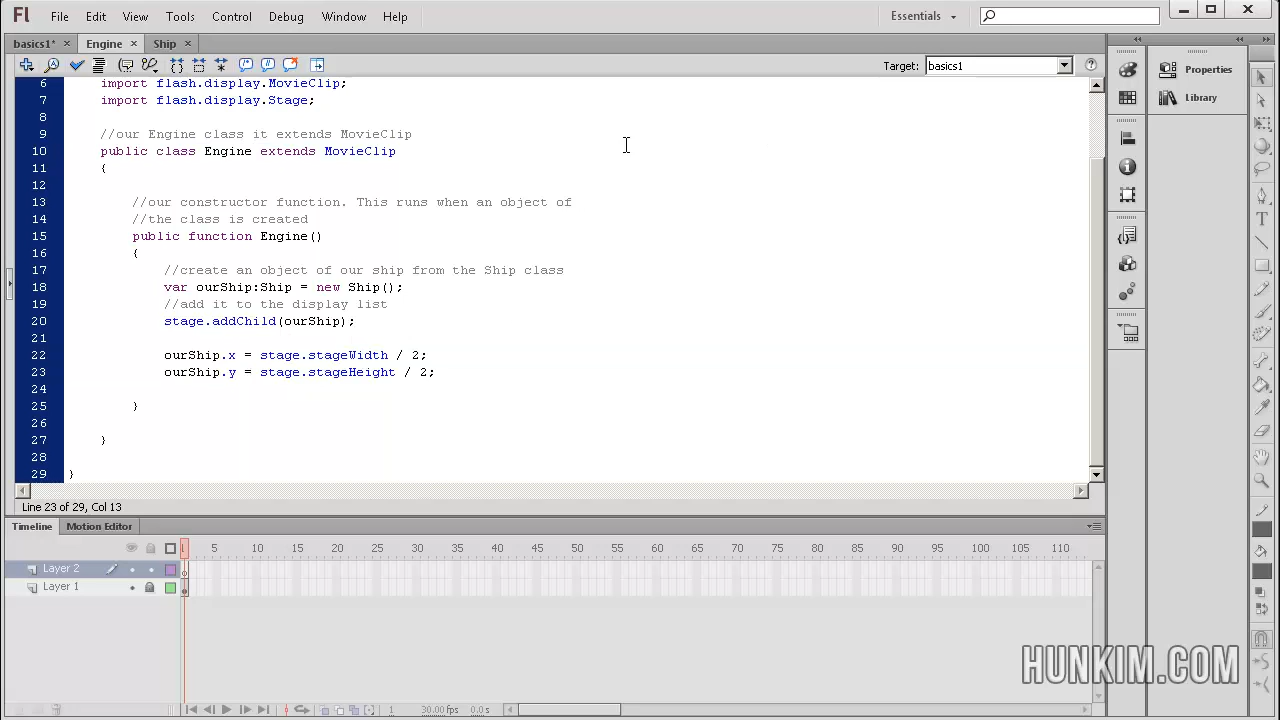 Fl File Edit View Tools Control Debug Window Help Essentials
basics1* × Engine × Ship ×
Target: basics1
6 import flash.display.MovieClip;
7 import flash.display.Stage;
8
9 //our Engine class it extends MovieClip
10 public class Engine extends MovieClip
11 {
12
13 //our constructor function. This runs when an object of
14 //the class is created
15 public function Engine()
16 {
17 //create an object of our ship from the Ship class
18 var ourShip:Ship = new Ship();
19 //add it to the display list
20 stage.addChild(ourShip);
21
22 ourShip.x = stage.stageWidth / 2;
23 ourShip.y = stage.stageHeight / 2;
24
25 }
26
27 }
28
29 }
Line 23 of 29, Col 13
Properties
Library
Timeline Motion Editor
1 5 10 15 20 25 30 35 40 45 50 55 60 65 70 75 80 85 90 95 100 105 110
Layer 2
Layer 1
1 30.00 fps 0.0 s
HUNKIM.COM